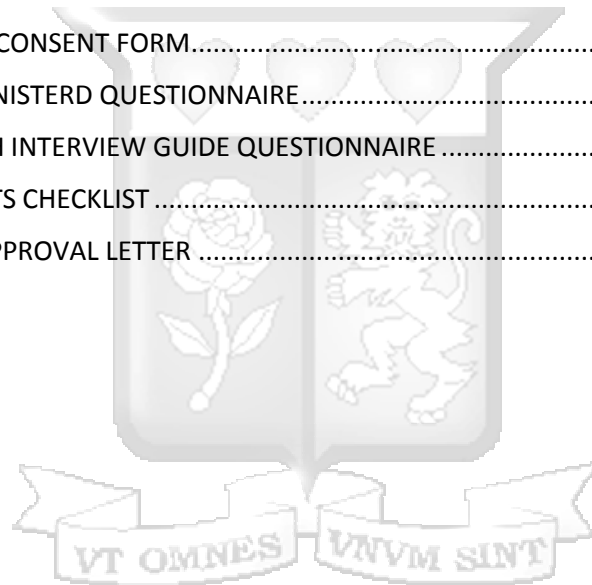 CONSENT FORM..........................................................................
NISTERD QUESTIONNAIRE.......................................................
INTERVIEW GUIDE QUESTIONNAIRE............................
TS CHECKLIST...........................................................................
PPROVAL LETTER....................................................................
VT OMNES VNVM SINT